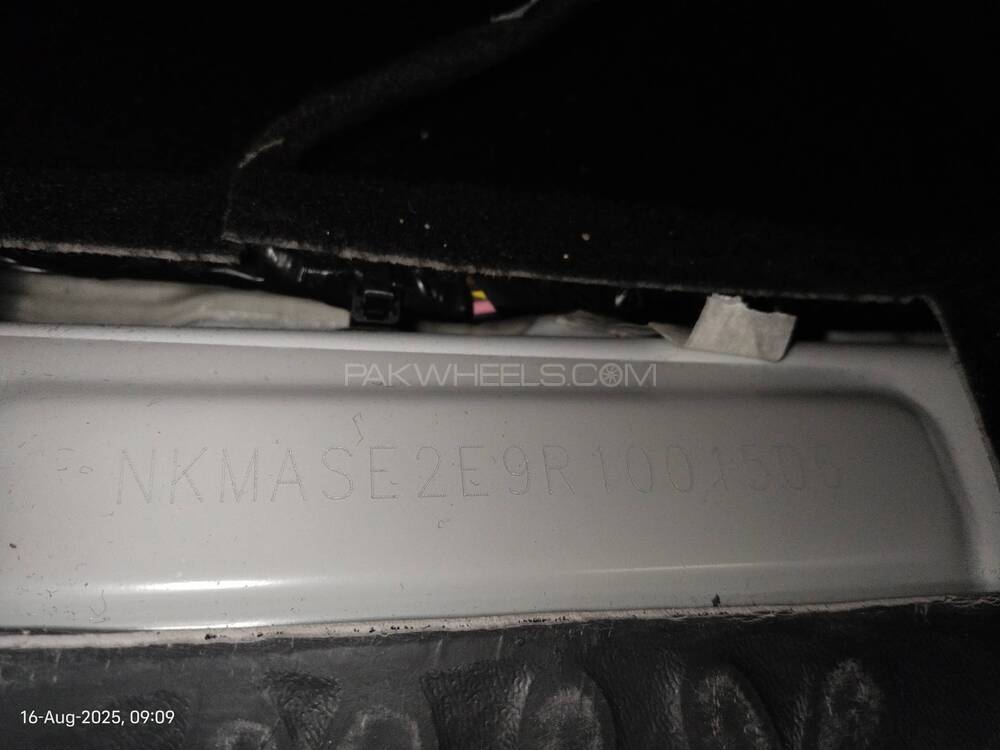 PAKWHEELS.COM
NKMASE2E9R100
16-Aug-2025, 09:09